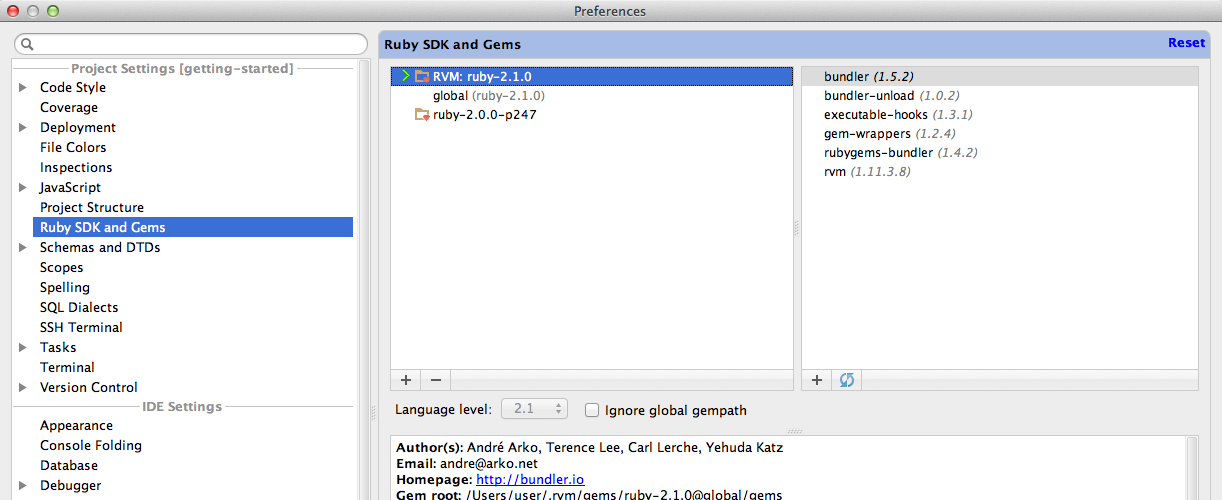 Preferences
Project Settings [getting-started]
Code Style
Coverage
Deployment
File Colors
Inspections
JavaScript
Project Structure
Ruby SDK and Gems
Schemas and DTDs
Scopes
Spelling
SQL Dialects
SSH Terminal
Tasks
Terminal
Version Control
IDE Settings
Appearance
Console Folding
Database
Debugger
Ruby SDK and Gems
Reset
RVM: ruby-2.1.0
global (ruby-2.1.0)
ruby-2.0.0-p247
bundler (1.5.2)
bundler-unload (1.0.2)
executable-hooks (1.3.1)
gem-wrappers (1.2.4)
rubygems-bundler (1.4.2)
rvm (1.11.3.8)
Language level: 2.1 Ignore global gempath
Author(s): André Arko, Terence Lee, Carl Lerche, Yehuda Katz
Email: andre@arko.net
Homepage: http://bundler.io
Gem root: /Users/user/.rvm/gems/ruby-2.1.0@global/gems